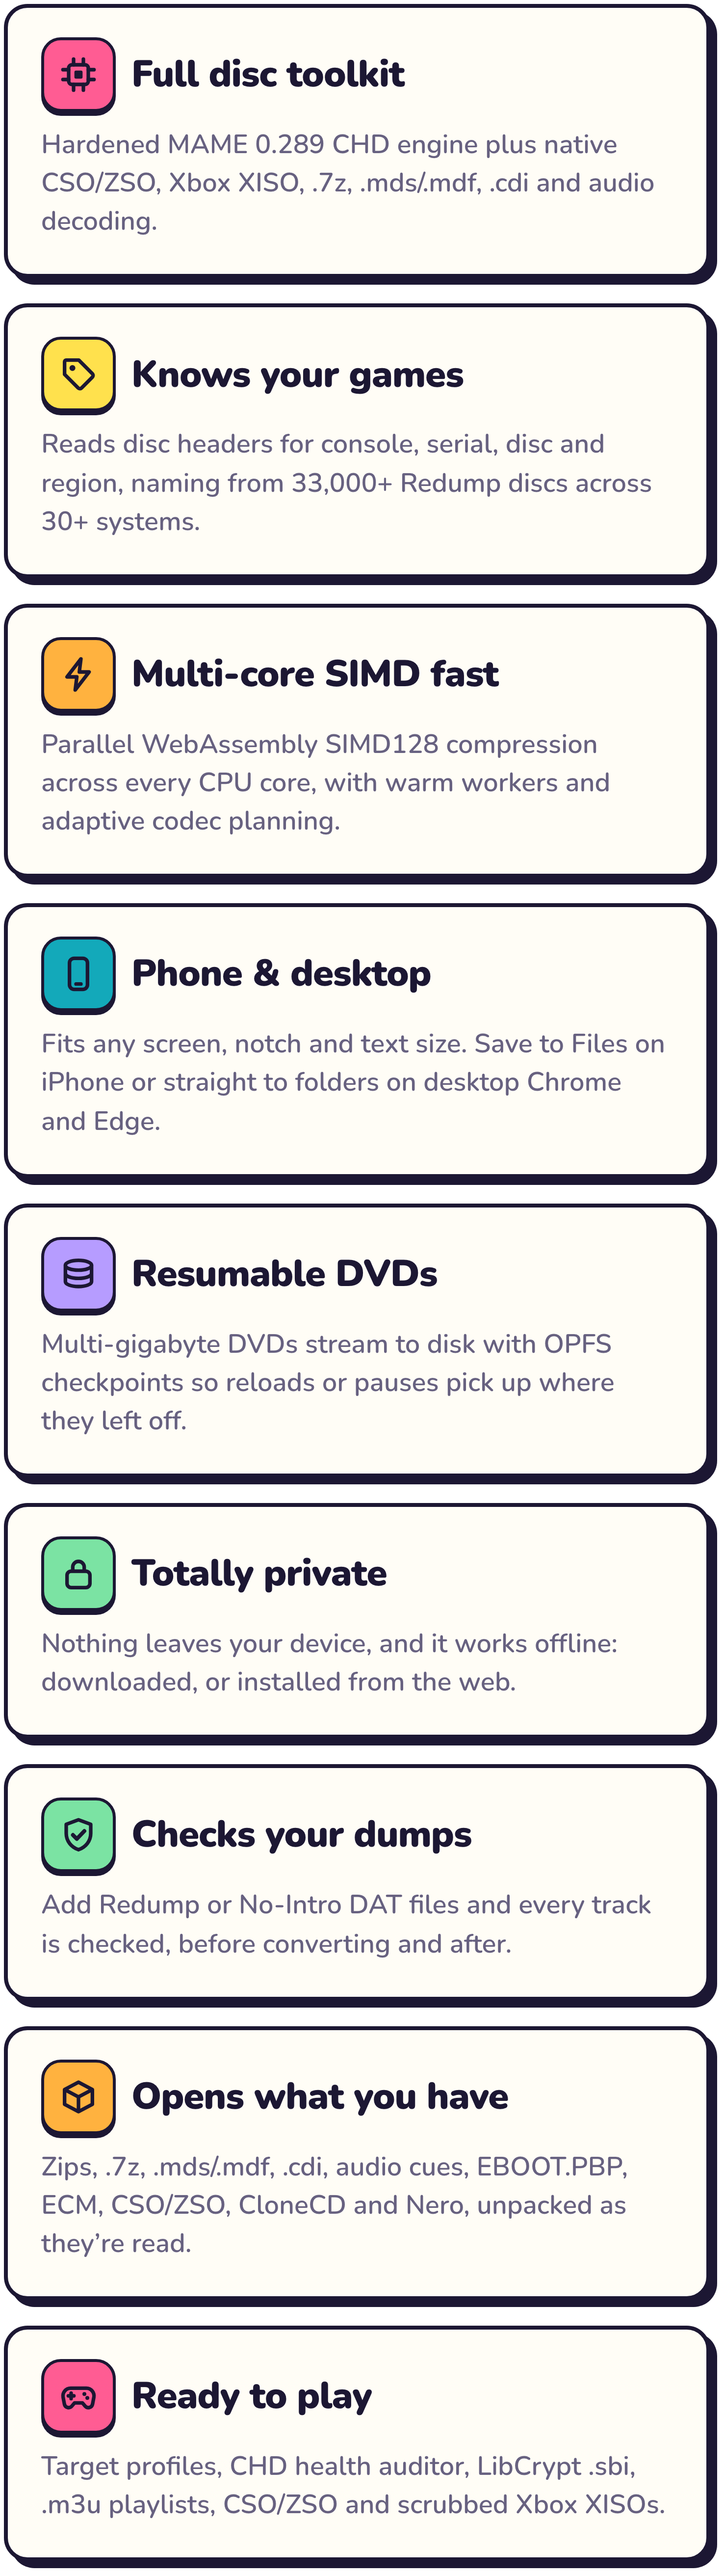 Full disc toolkit
Hardened MAME 0.289 CHD engine plus native
CSO/ZSO, Xbox XISO, .7z, .mds/.mdf, .cdi and audio
decoding.
Knows your games
Reads disc headers for console, serial, disc and
region, naming from 33,000+ Redump discs across
30+ systems.
Multi-core SIMD fast
Parallel WebAssembly SIMD128 compression
across every CPU core, with warm workers and
adaptive codec planning.
Phone & desktop
Fits any screen, notch and text size. Save to Files on
iPhone or straight to folders on desktop Chrome
and Edge.
Resumable DVDs
Multi-gigabyte DVDs stream to disk with OPFS
checkpoints so reloads or pauses pick up where
they left off.
Totally private
Nothing leaves your device, and it works offline:
downloaded, or installed from the web.
Checks your dumps
Add Redump or No-Intro DAT files and every track
is checked, before converting and after.
Opens what you have
Zips, .7z, .mds/.mdf, .cdi, audio cues, EBOOT.PBP,
ECM, CSO/ZSO, CloneCD and Nero, unpacked as
they’re read.
Ready to play
Target profiles, CHD health auditor, LibCrypt .sbi,
.m3u playlists, CSO/ZSO and scrubbed Xbox XISOs.